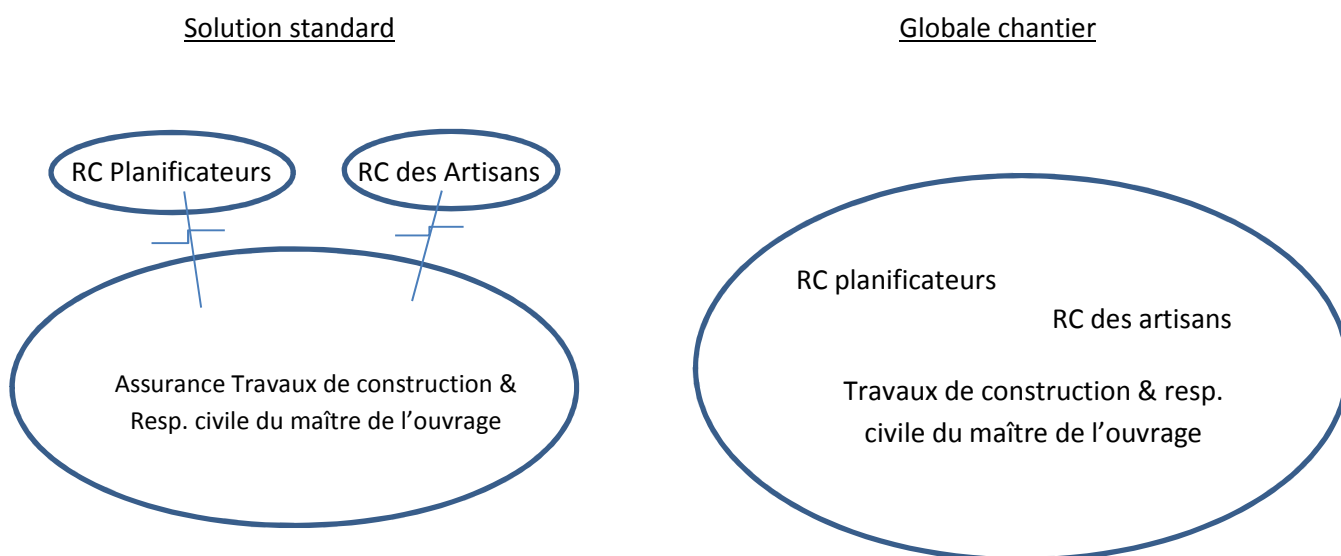 Solution standard
Globale chantier
RC Planificateurs
RC des Artisans
Assurance Travaux de construction &
Resp. civile du maître de l’ouvrage
RC planificateurs
RC des artisans
Travaux de construction & resp.
civile du maître de l’ouvrage